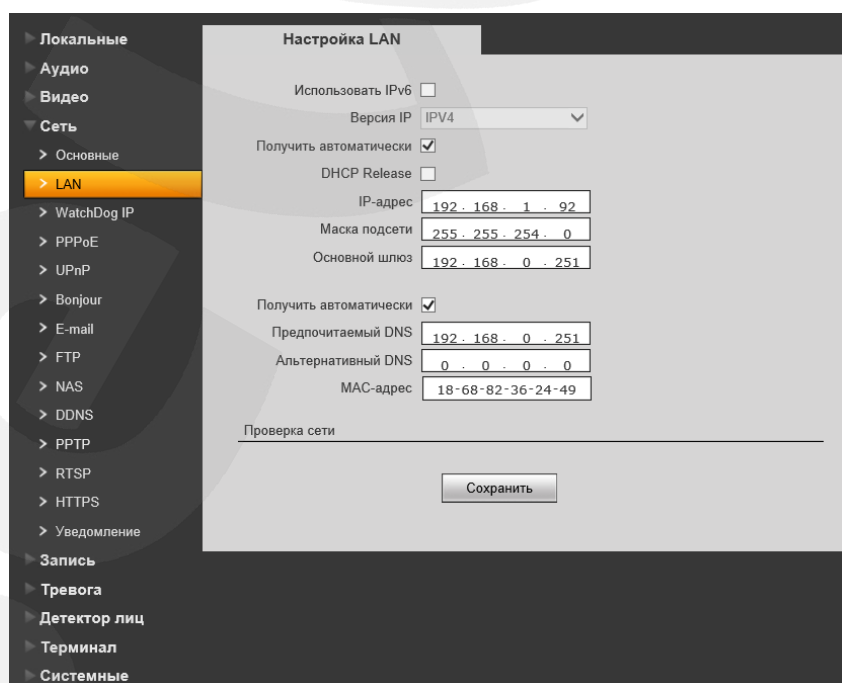 Локальные
Аудио
Видео
Сеть
Основные
LAN
WatchDog IP
PPPoE
UPnP
Bonjour
E-mail
FTP
NAS
DDNS
PPTP
RTSP
HTTPS
Уведомление
Запись
Тревога
Детектор лиц
Терминал
Системные
Настройка LAN
Использовать IPv6
Версия IP IPV4
Получить автоматически
DHCP Release
IP-адрес 192 . 168 . 1 . 92
Маска подсети 255 . 255 . 254 . 0
Основной шлюз 192 . 168 . 0 . 251
Получить автоматически
Предпочитаемый DNS 192 . 168 . 0 . 251
Альтернативный DNS 0 . 0 . 0 . 0
MAC-адрес 18-68-82-36-24-49
Проверка сети
Сохранить